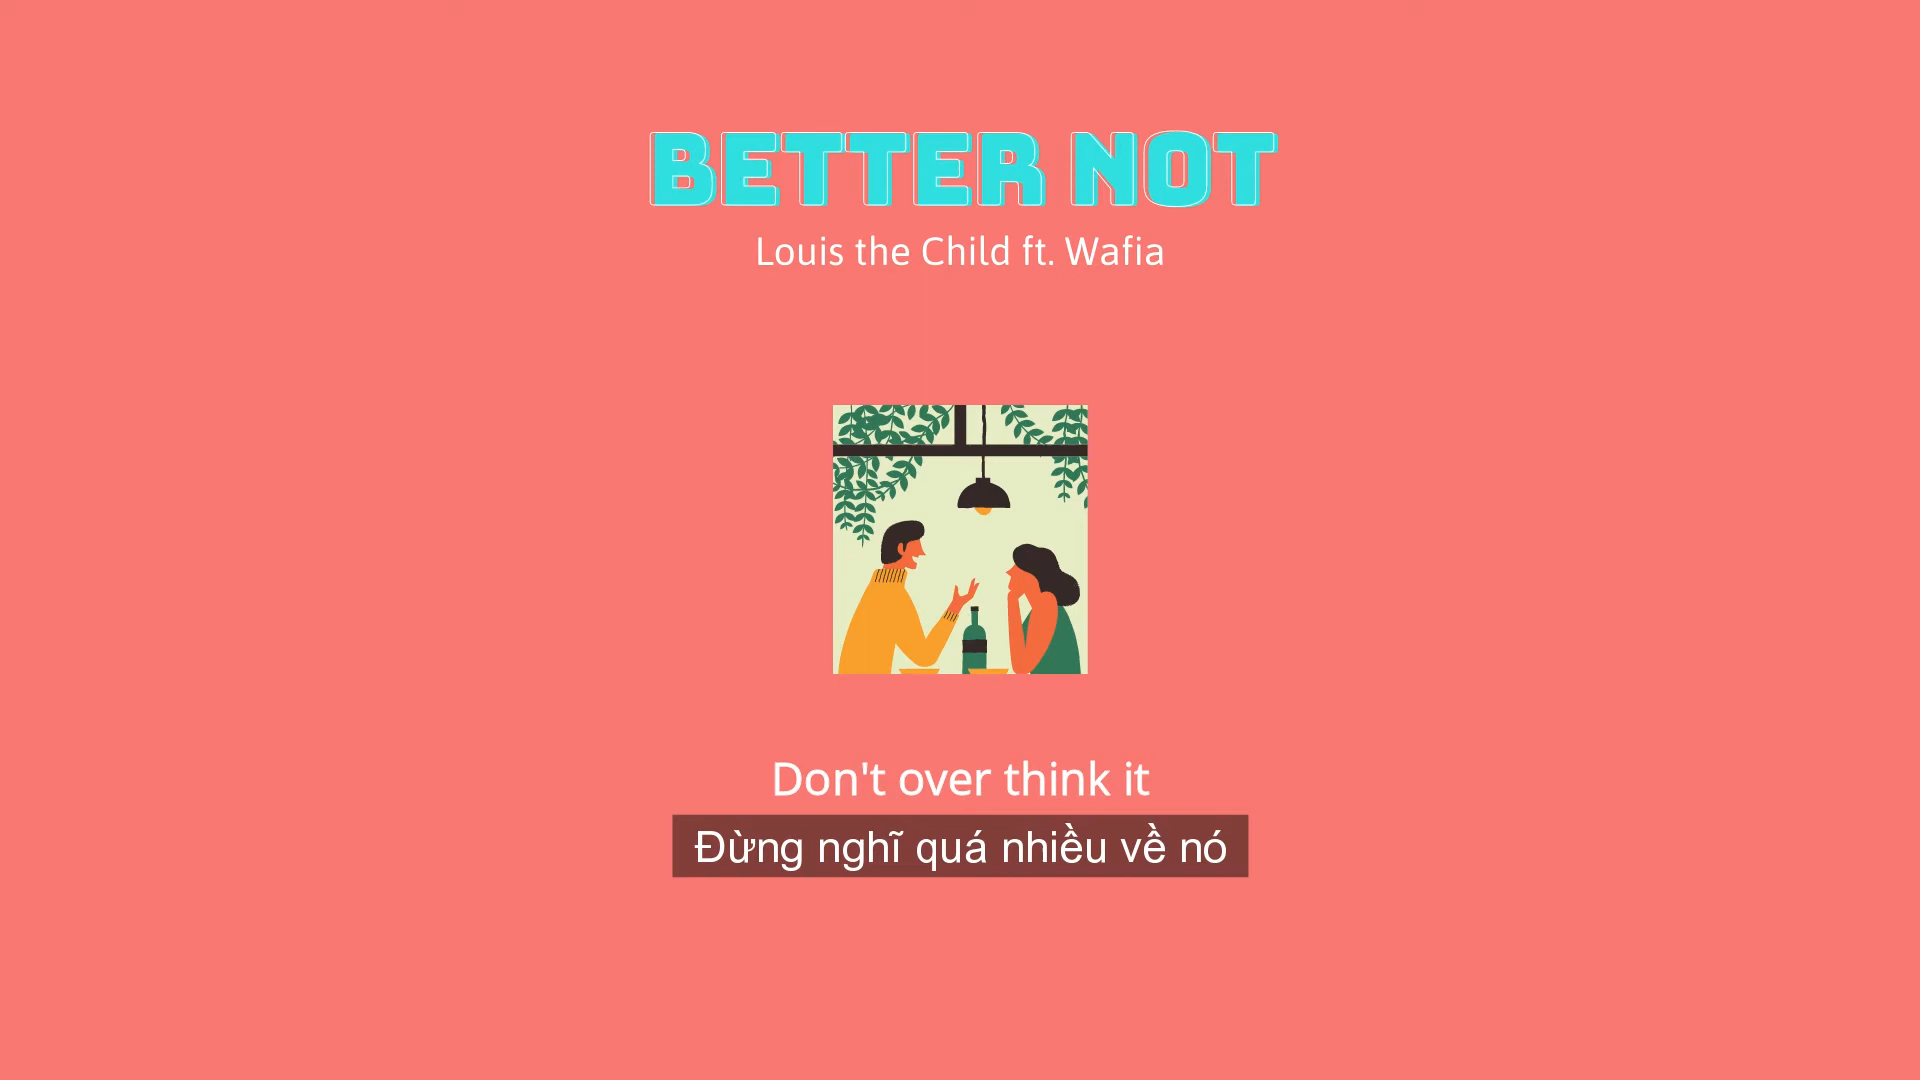 BETTER NOT
Louis the Child ft. Wafia
Don't over think it
Đừng nghĩ quá nhiều về nó